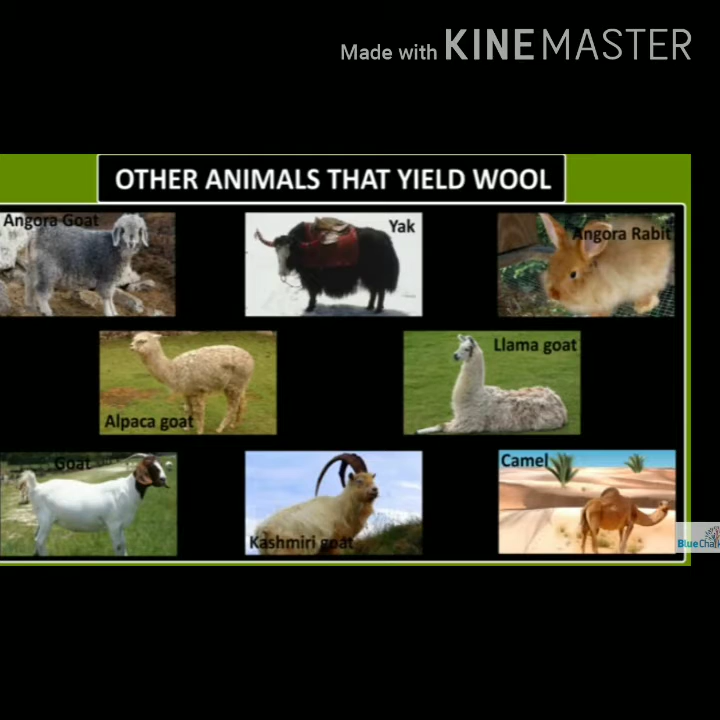 Made with KINEMASTER
OTHER ANIMALS THAT YIELD WOOL
Angora Goat
Yak
Angora Rabit
Alpaca goat
Llama goat
Goat
Kashmiri goat
Camel